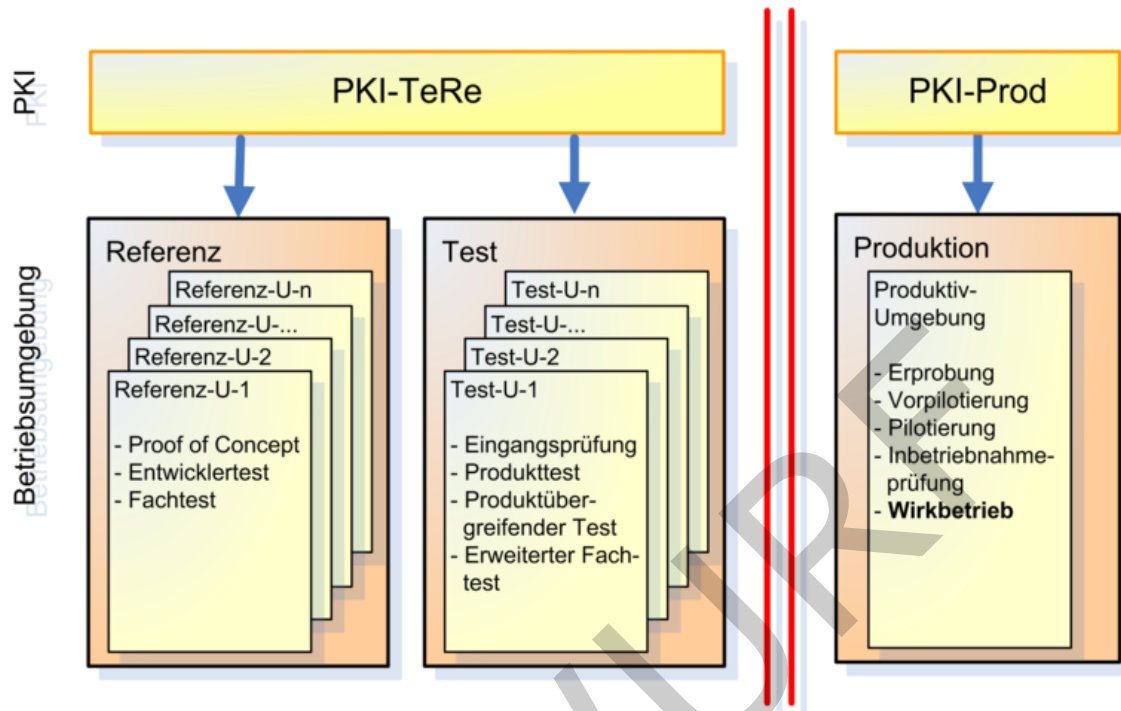 PKI
PKI-TeRe
PKI-Prod
Betriebsumgebung
Referenz
Referenz-U-n
Referenz-U-...
Referenz-U-2
Referenz-U-1
- Proof of Concept
- Entwicklertest
- Fachtest
Test
Test-U-n
Test-U-...
Test-U-2
Test-U-1
- Eingangsprüfung
- Produkttest
- Produktüber-
greifender Test
- Erweiterter Fach-
test
Produktion
Produktiv-
Umgebung
- Erprobung
- Vorpilotierung
- Pilotierung
- Inbetriebnahme-
prüfung
- Wirkbetrieb